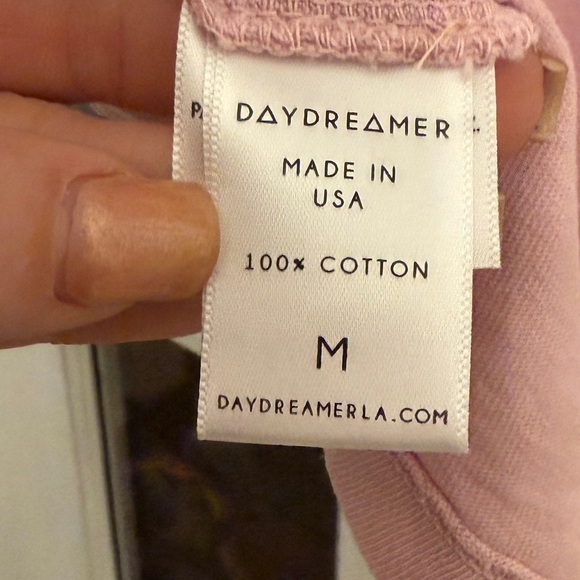 DAYDREAMER
MADE IN
USA
100% COTTON
M
DAYDREAMERLA.COM